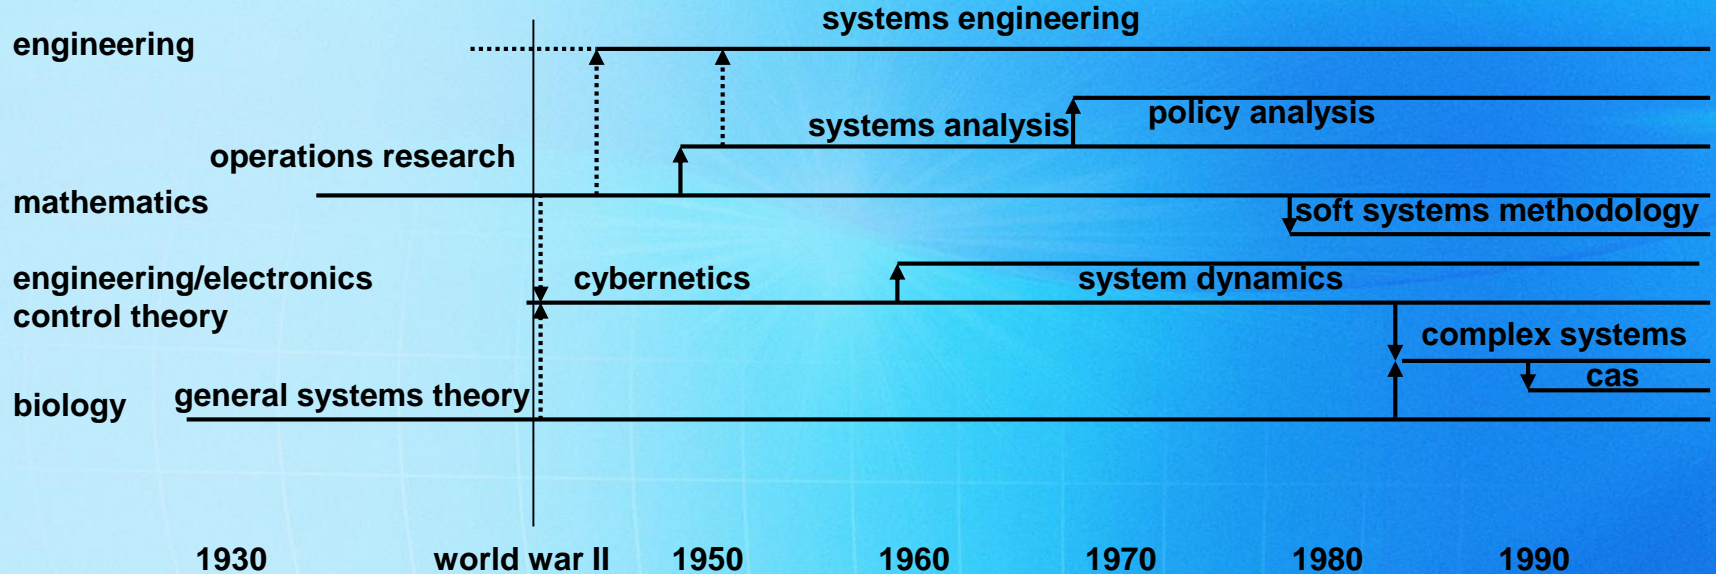 systems engineering
engineering
policy analysis
systems analysis
operations research
mathematics
soft systems methodology
engineering/electronics
control theory
cybernetics
system dynamics
complex systems
cas
general systems theory
biology
1930
world war II
1950
1960
1970
1980
1990